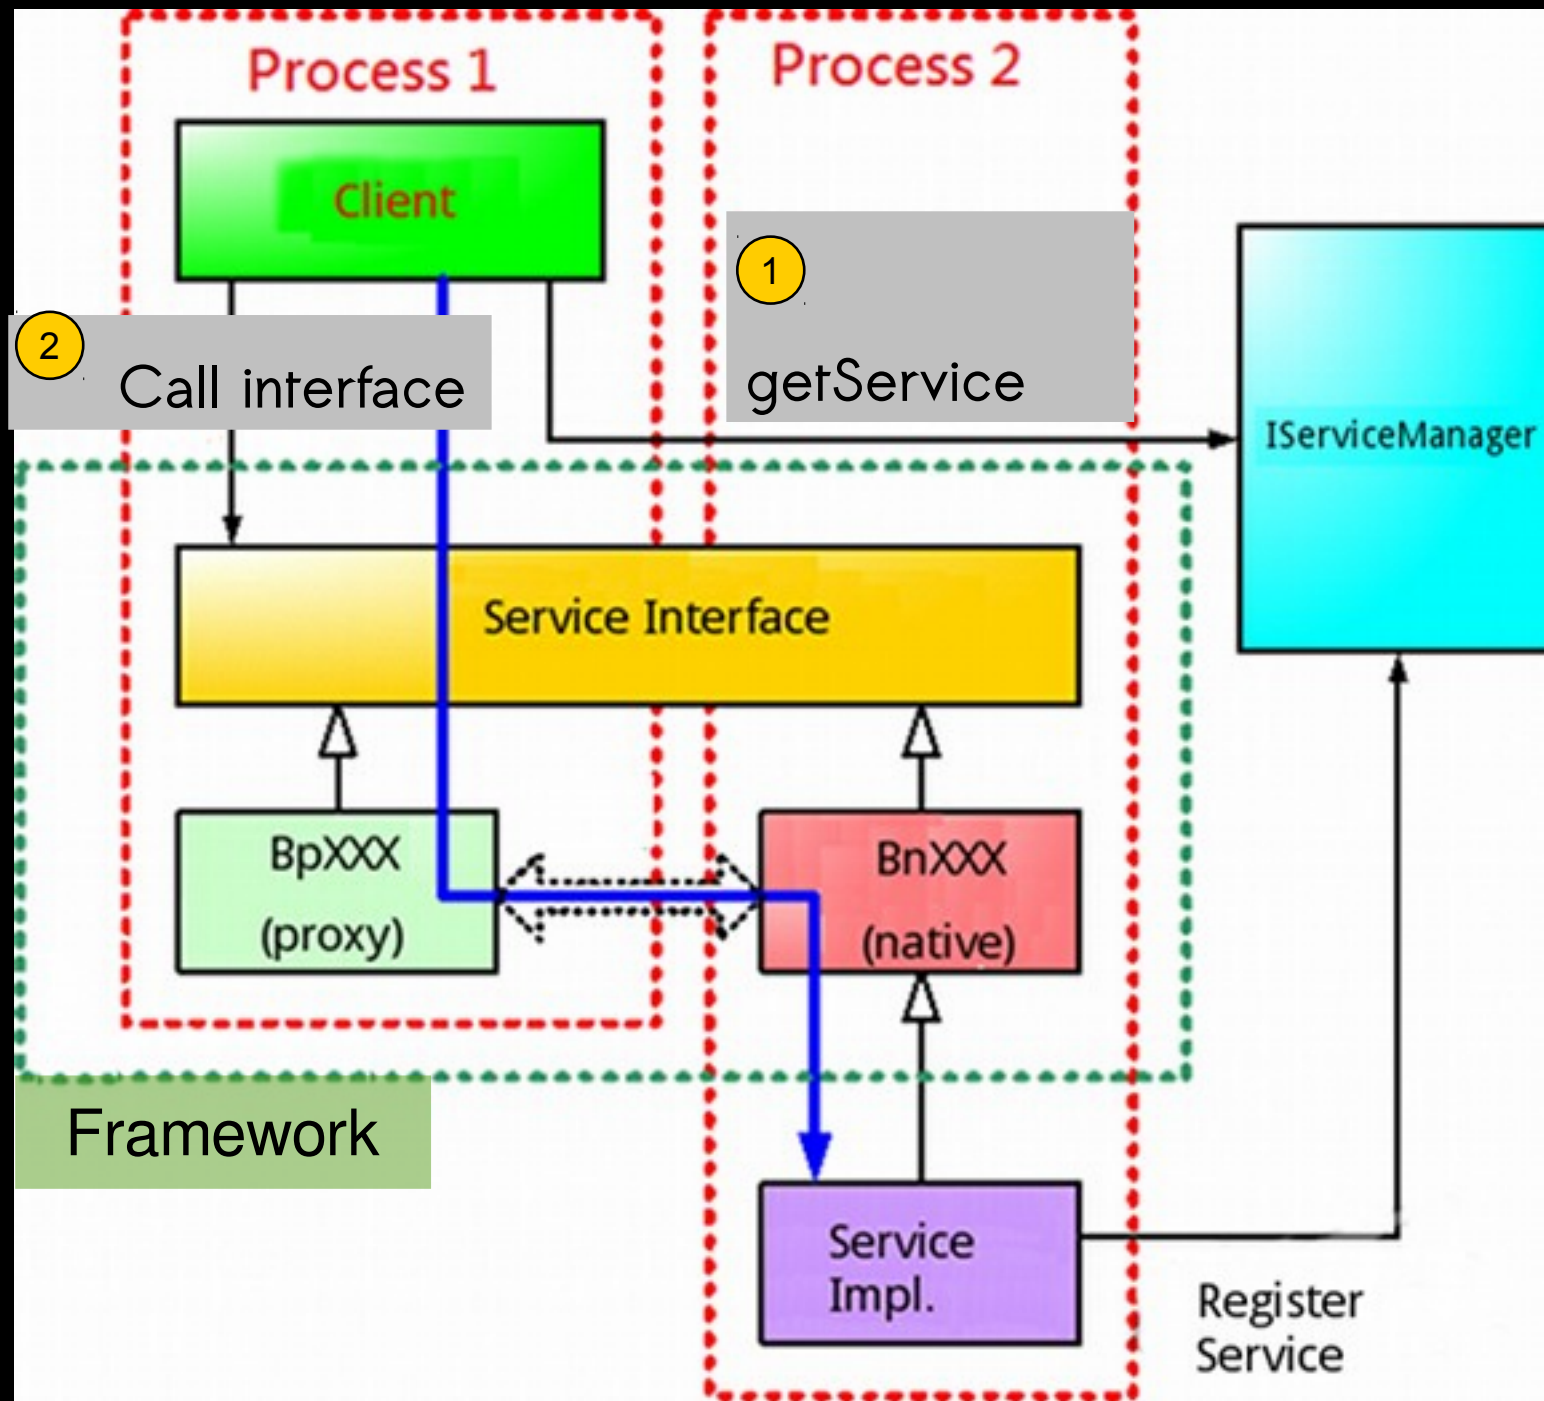 Process 1
Process 2
Client
1
2
Call interface
getService
IServiceManager
Service Interface
BpXXX
(proxy)
BnXXX
(native)
Framework
Service
Impl.
Register
Service